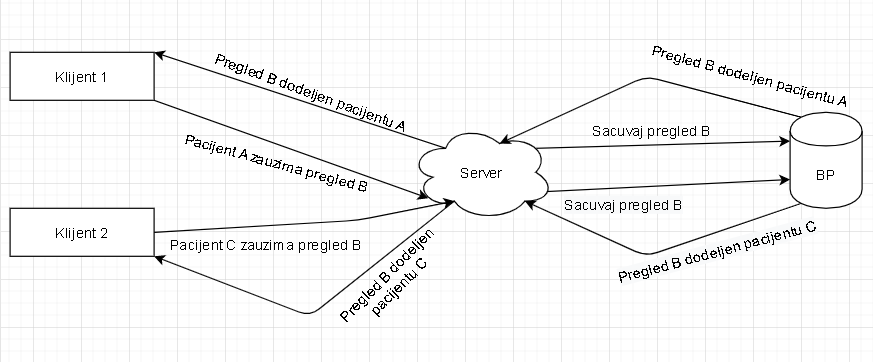 Klijent 1
Pregled B dodeljen pacijentu A
Pacijent A zauzima pregled B
Server
Pregled B dodeljen pacijentu A
Sacuvaj pregled B
BP
Sacuvaj pregled B
Pregled B dodeljen pacijentu C
Klijent 2
Pacijent C zauzima pregled B
Pregled B dodeljen
pacijentu C